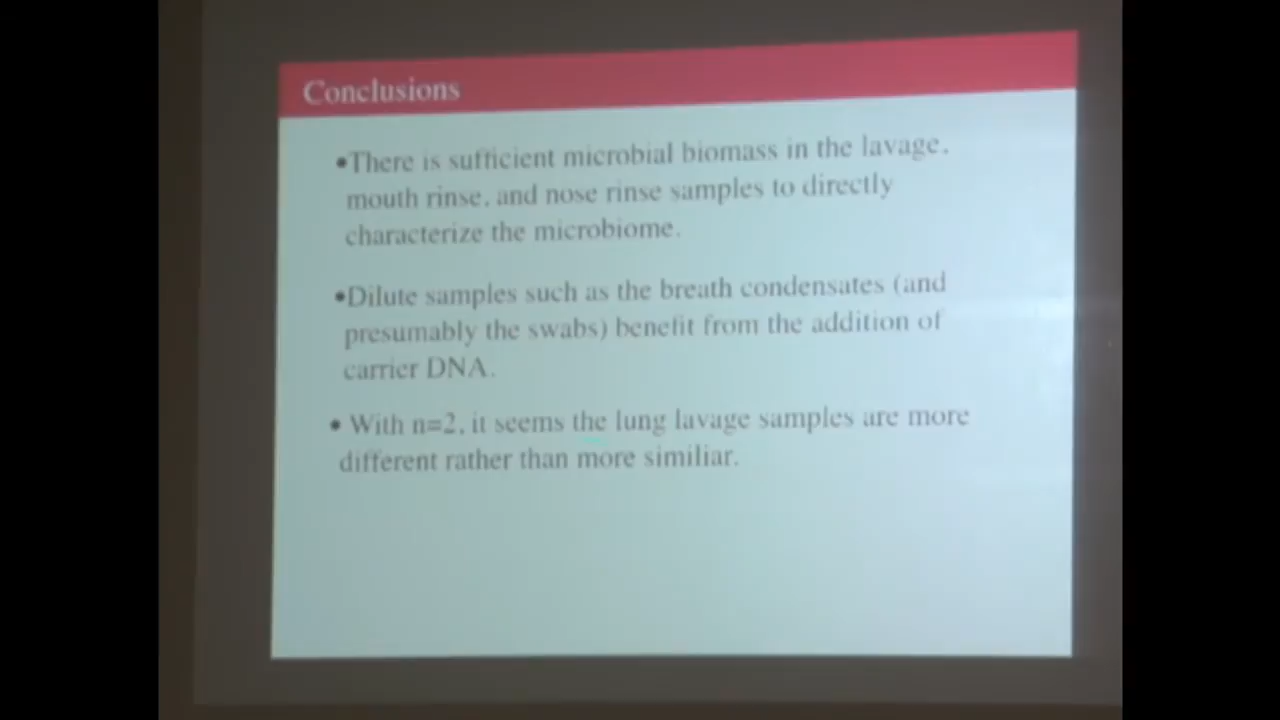 Conclusions
•There is sufficient microbial biomass in the lavage,
mouth rinse, and nose rinse samples to directly
characterize the microbiome.
•Dilute samples such as the breath condensates (and
presumably the swabs) benefit from the addition of
carrier DNA.
• With n=2, it seems the lung lavage samples are more
different rather than more similiar.